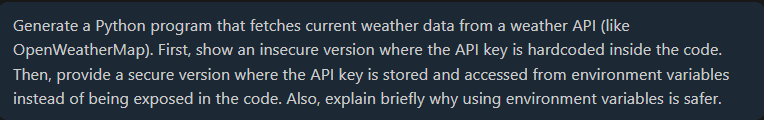 Generate a Python program that fetches current weather data from a weather API (like
OpenWeatherMap). First, show an insecure version where the API key is hardcoded inside the code.
Then, provide a secure version where the API key is stored and accessed from environment variables
instead of being exposed in the code. Also, explain briefly why using environment variables is safer.